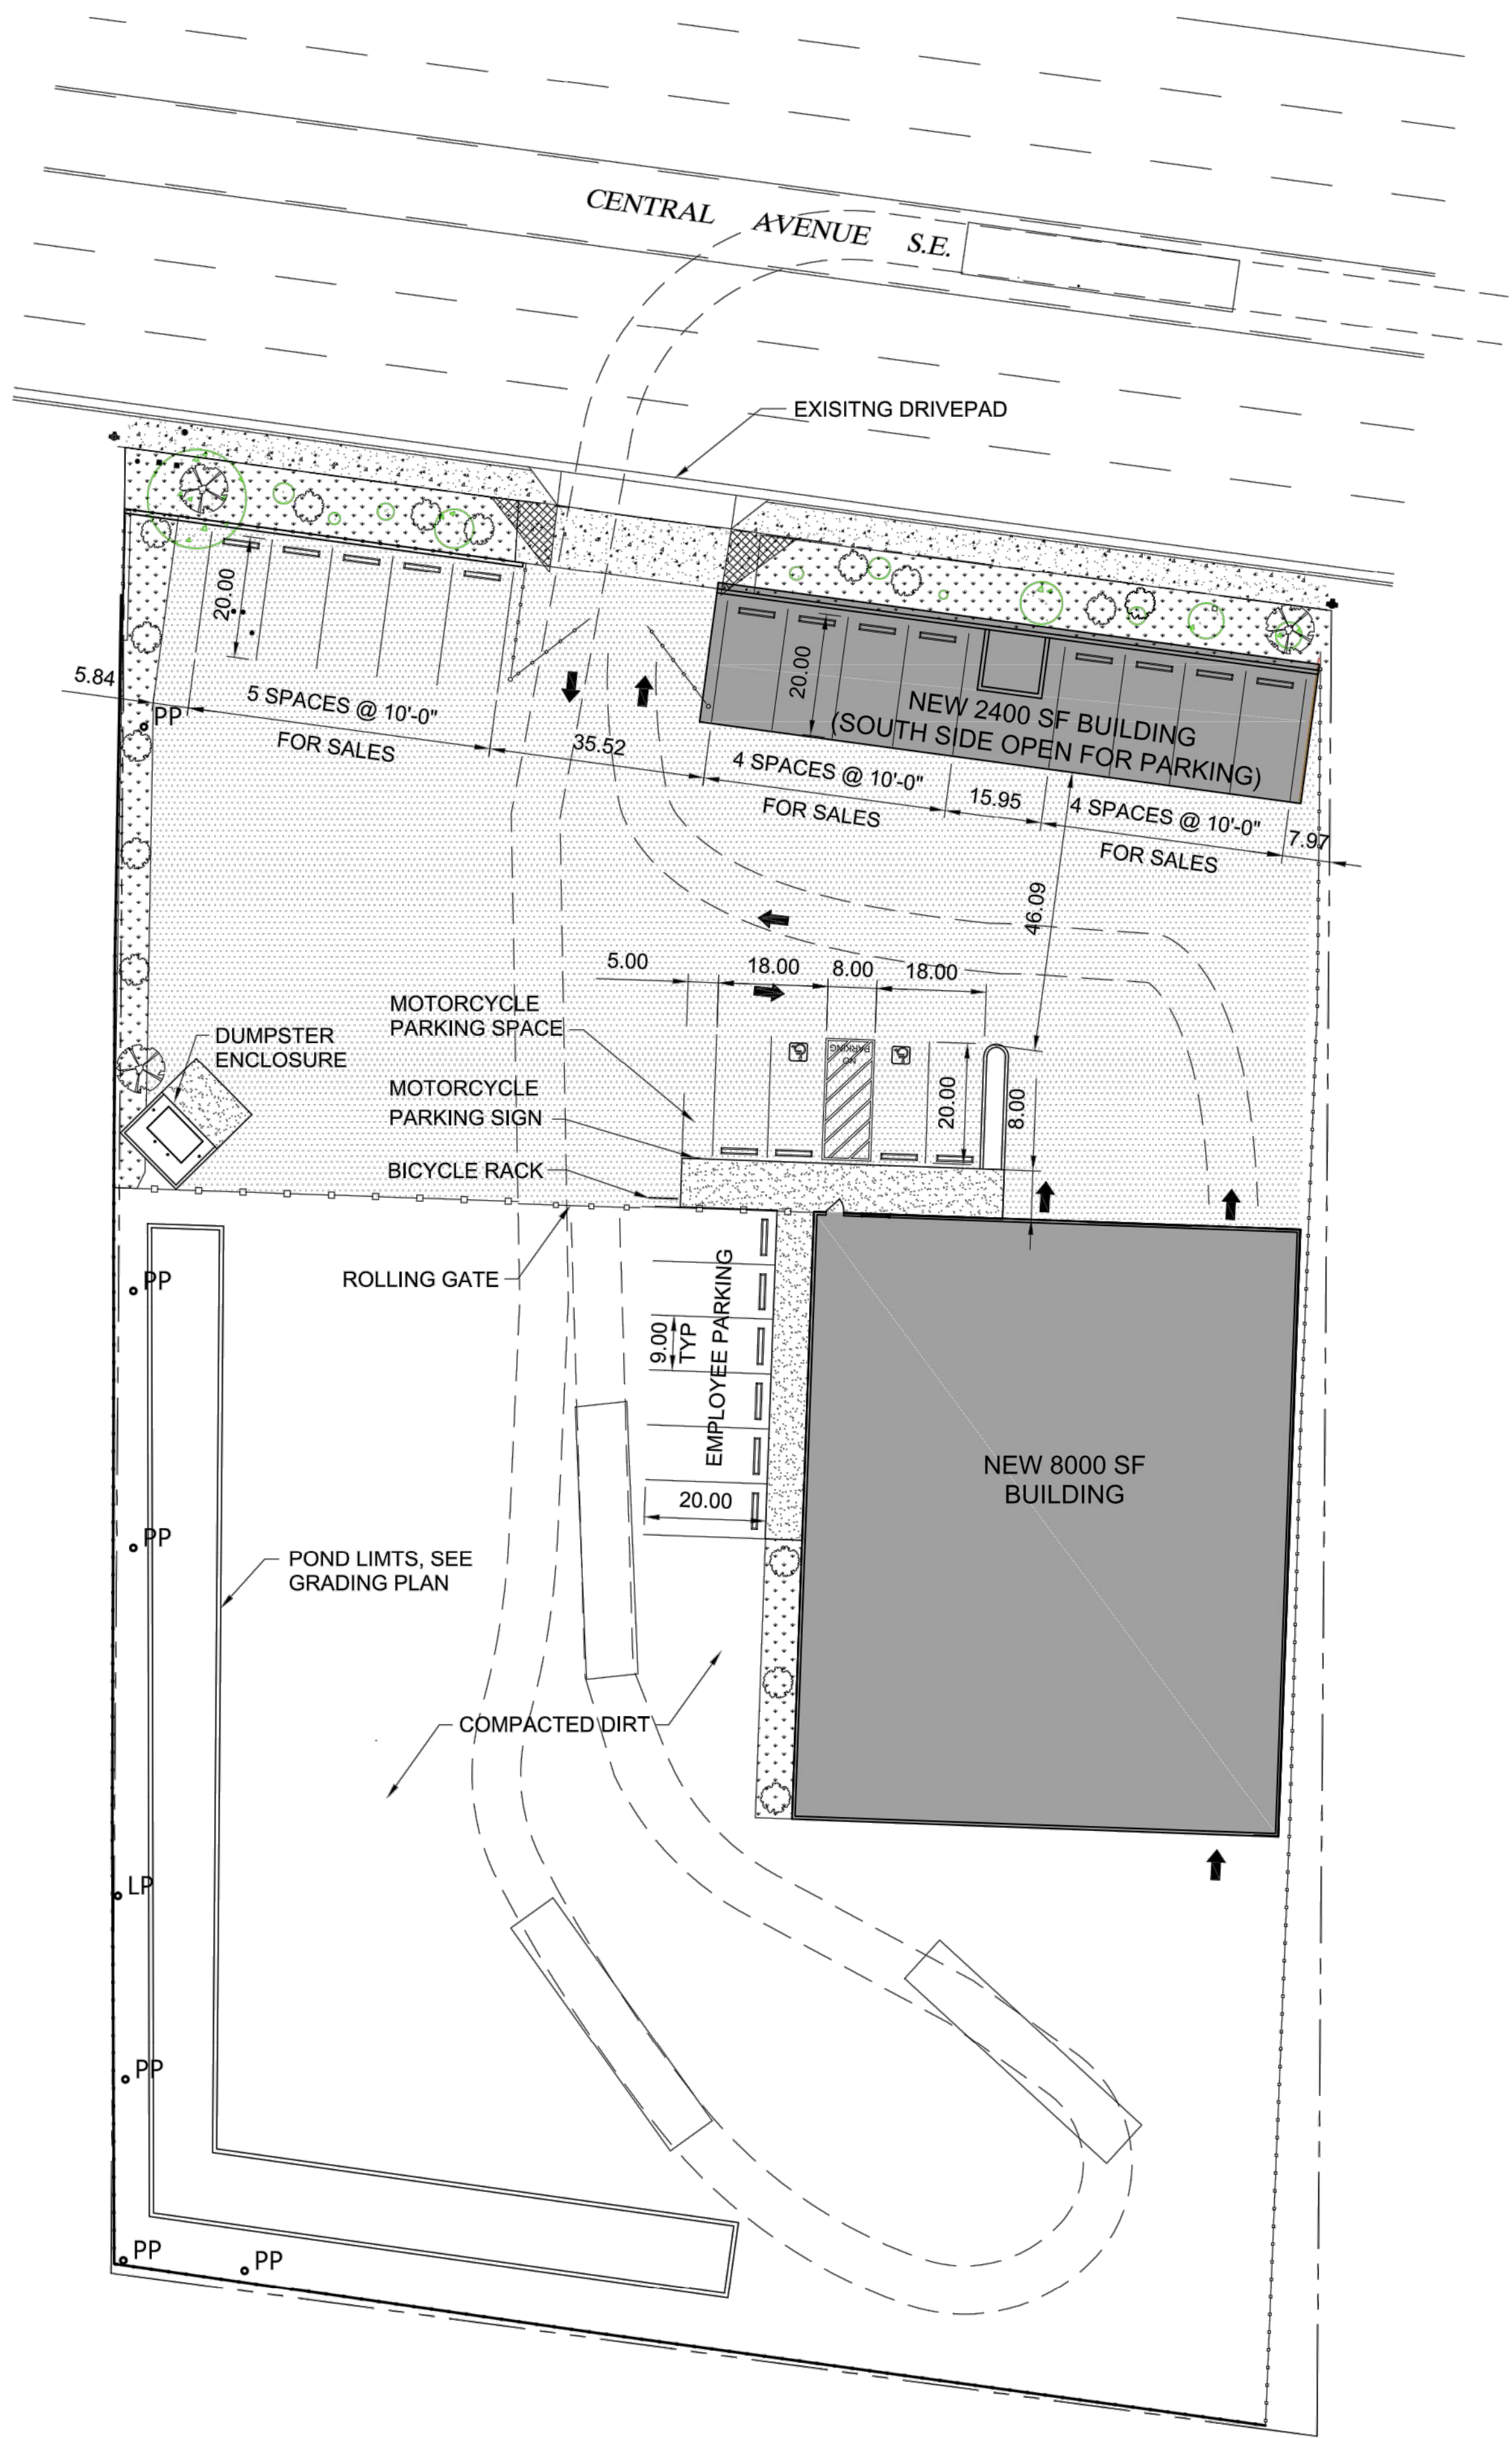 CENTRAL AVENUE S.E.
EXISITNG DRIVEPAD
20.00
5.84
PP
5 SPACES @ 10'-0"
FOR SALES
35.52
20.00
NEW 2400 SF BUILDING
(SOUTH SIDE OPEN FOR PARKING)
4 SPACES @ 10'-0"
FOR SALES
15.95
4 SPACES @ 10'-0"
FOR SALES
7.97
46.09
5.00
18.00
8.00
18.00
MOTORCYCLE
PARKING SPACE
DUMPSTER
ENCLOSURE
NO
PARKING
20.00
8.00
MOTORCYCLE
PARKING SIGN
BICYCLE RACK
ROLLING GATE
PP
9.00
TYP
EMPLOYEE PARKING
20.00
NEW 8000 SF
BUILDING
PP
POND LIMTS, SEE
GRADING PLAN
COMPACTED DIRT
LP
PP
PP
PP